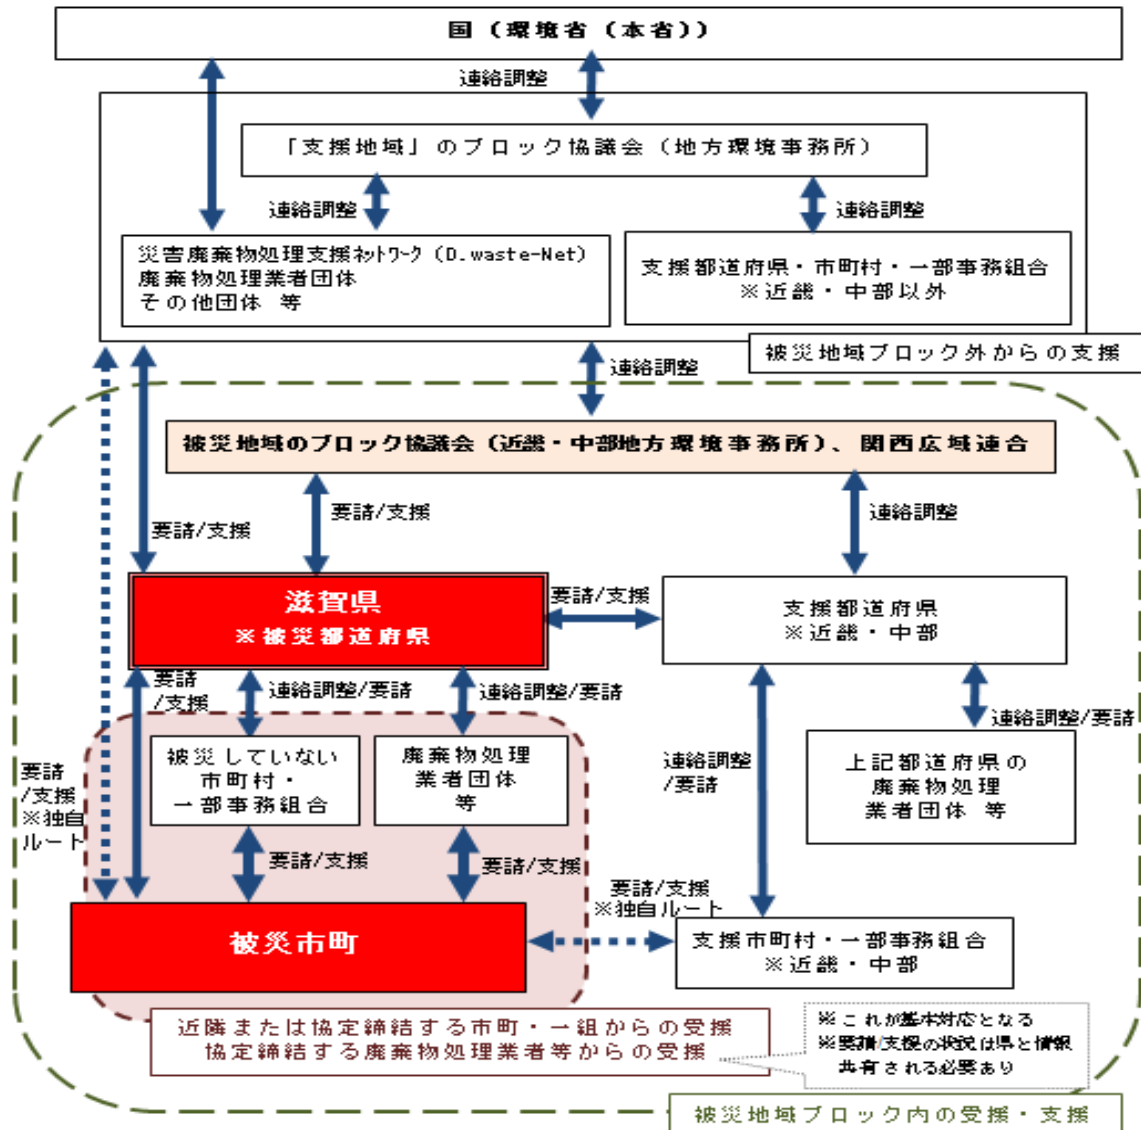 国（環境省（本省））
連絡調整
「支援地域」のブロック協議会（地方環境事務所）
連絡調整
連絡調整
災害廃棄物処理支援ﾈｯﾄﾜｰｸ（D.waste-Net）
廃棄物処理業者団体
その他団体 等
支援都道府県・市町村・一部事務組合
※近畿・中部以外
被災地域ブロック外からの支援
連絡調整
被災地域のブロック協議会（近畿・中部地方環境事務所）、関西広域連合
要請/支援
要請/支援
連絡調整
滋賀県
※被災都道府県
要請/支援
支援都道府県
※近畿・中部
要請
/支援
連絡調整/要請
連絡調整/要請
連絡調整/要請
被災していない
市町村・
一部事務組合
廃棄物処理
業者団体
等
連絡調整
/要請
上記都道府県の
廃棄物処理
業者団体 等
要請
/支援
※独自
ルート
要請/支援
要請/支援
要請/支援
※独自ルート
被災市町
支援市町村・一部事務組合
※近畿・中部
近隣または協定締結する市町・一組からの受援
協定締結する廃棄物処理業者等からの受援
※これが基本対応となる
※要請/支援の状況は県と情報
共有される必要あり
被災地域ブロック内の受援・支援